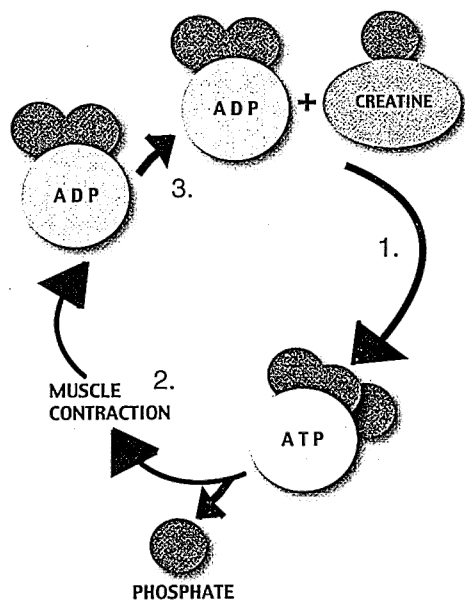 ADP
+
CREATINE
ADP
3.
1.
MUSCLE 2.
CONTRACTION
ATP
PHOSPHATE